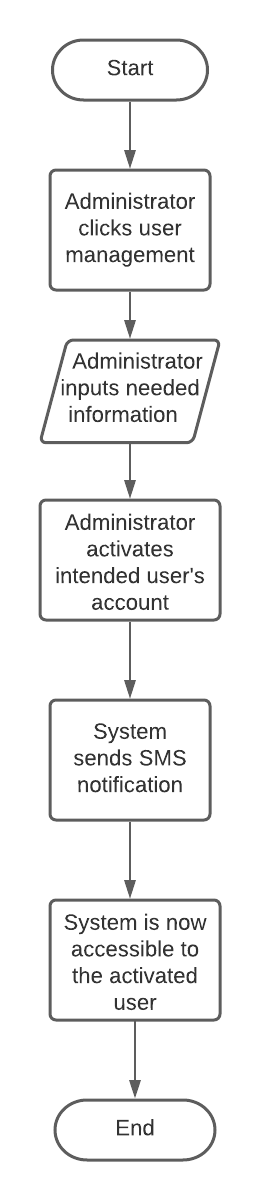 Start
Administrator
clicks user
management
Administrator
inputs needed
information
Administrator
activates
intended user's
account
System
sends SMS
notification
System is now
accessible to
the activated
user
End